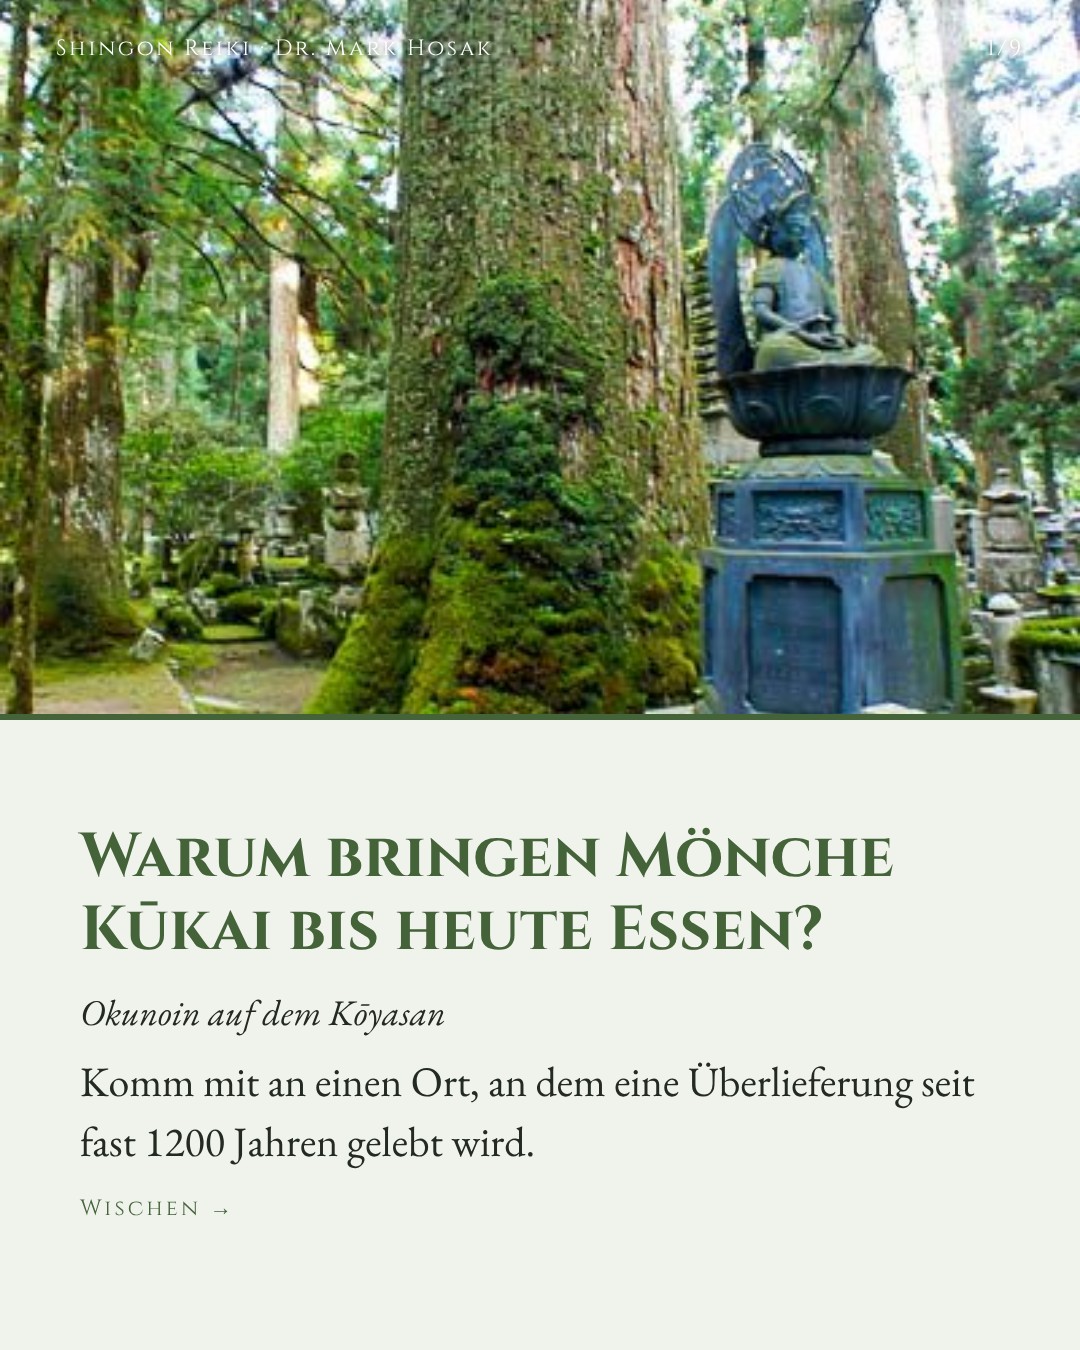 Shingon Reiki · Dr. Mark Hosak
1/9
Warum bringen Mönche
Kūkai bis heute Essen?
Okunoin auf dem Kōyasan
Komm mit an einen Ort, an dem eine Überlieferung seit
fast 1200 Jahren gelebt wird.
Wischen →